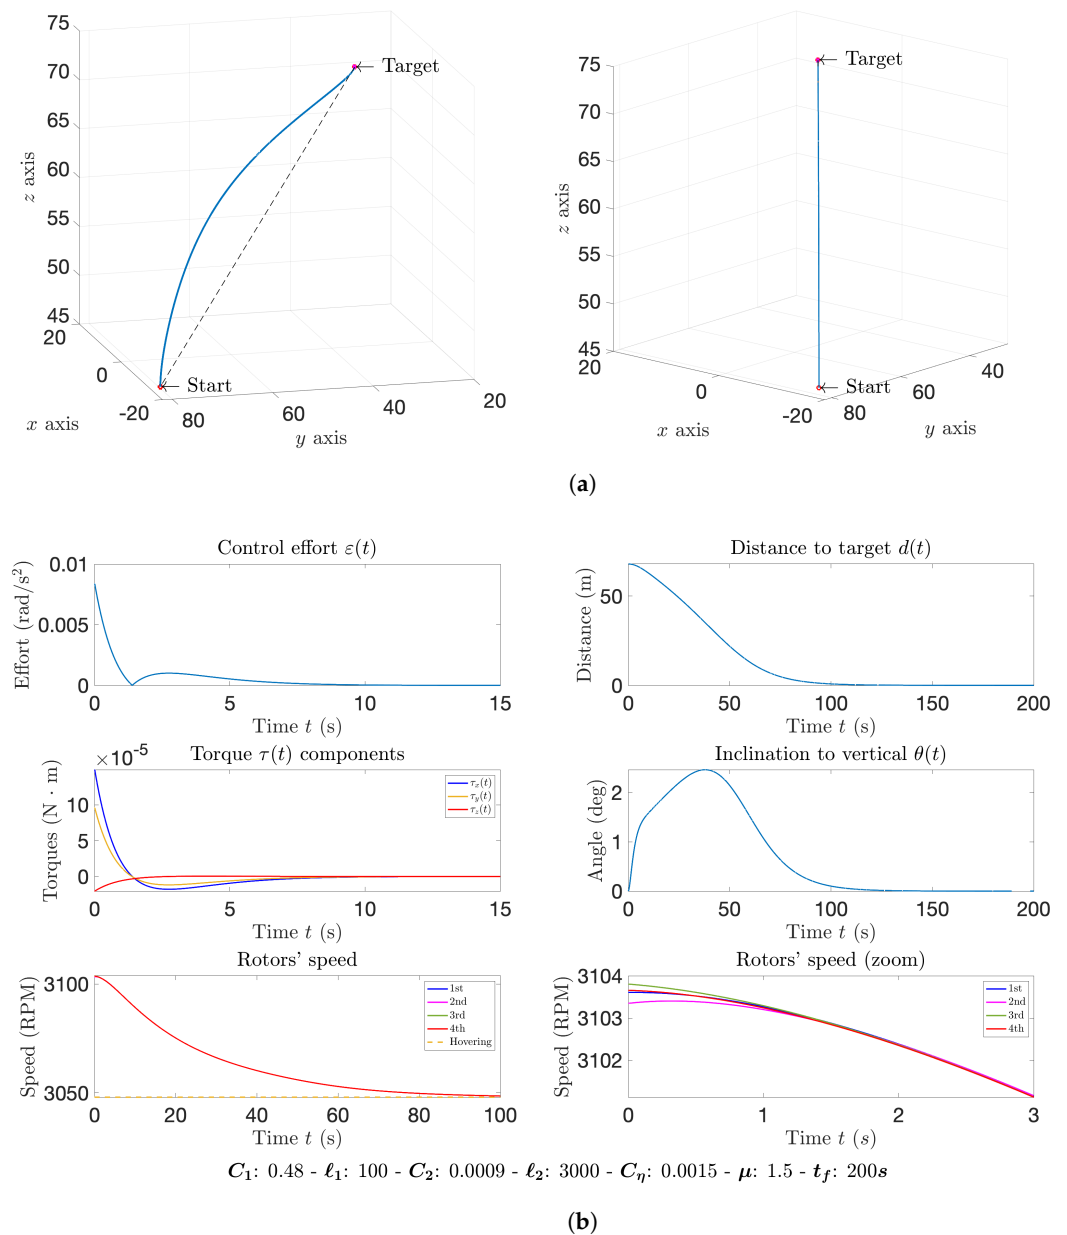 75
70
65
60
55
50
45
z axis
20
0
-20
x axis
80
60
40
20
y axis
Target
Start
75
70
65
60
55
50
45
z axis
20
0
-20
x axis
80
60
40
y axis
Target
Start
(a)
Control effort ε(t)
Effort (rad/s²)
0.01
0.005
0
0 5 10 15
Time t (s)
Distance to target d(t)
Distance (m)
50
0
0 50 100 150 200
Time t (s)
Torque τ(t) components
×10⁻⁵
Torques (N · m)
10
5
0
τₓ(t)
τ_y(t)
τ_z(t)
0 5 10 15
Time t (s)
Inclination to vertical θ(t)
Angle (deg)
2
1
0
0 50 100 150 200
Time t (s)
Rotors' speed
Speed (RPM)
3100
3050
1st
2nd
3rd
4th
Hovering
0 20 40 60 80 100
Time t (s)
Rotors' speed (zoom)
Speed (RPM)
3104
3103
3102
1st
2nd
3rd
4th
0 1 2 3
Time t (s)
C₁: 0.48 - ℓ₁: 100 - C₂: 0.0009 - ℓ₂: 3000 - C_η: 0.0015 - μ: 1.5 - t_f: 200s
(b)